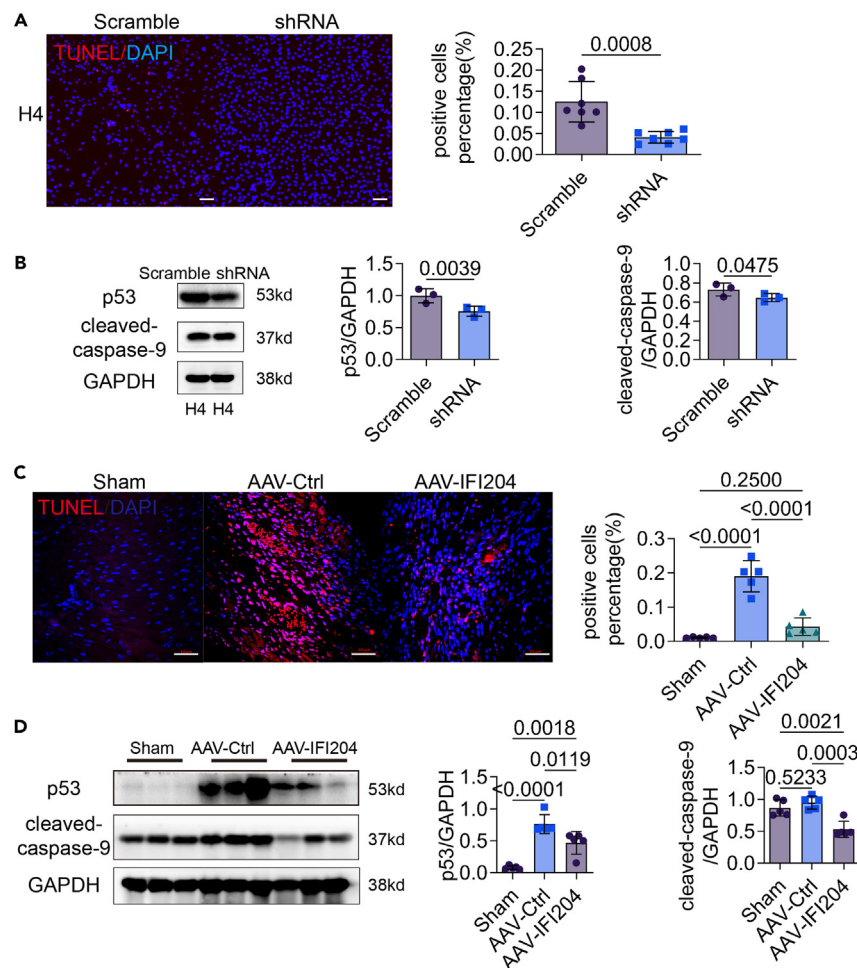 A
Scramble shRNA
TUNEL/DAPI
H4
positive cells
percentage(%)
0.25
0.20
0.15
0.10
0.05
0.00
0.0008
Scramble
shRNA
B
Scramble shRNA
p53
53kd
cleaved-
caspase-9
37kd
GAPDH
38kd
H4 H4
p53/GAPDH
1.5
1.0
0.5
0.0
0.0039
Scramble
shRNA
cleaved-caspase-9
/GAPDH
1.0
0.8
0.6
0.4
0.2
0.0
0.0475
Scramble
shRNA
C
Sham AAV-Ctrl AAV-IFI204
TUNEL/DAPI
positive cells
percentage(%)
0.3
0.2
0.1
0.0
0.2500
<0.0001
<0.0001
Sham
AAV-Ctrl
AAV-IFI204
D
Sham AAV-Ctrl AAV-IFI204
p53
53kd
cleaved-
caspase-9
37kd
GAPDH
38kd
p53/GAPDH
1.5
1.0
0.5
0.0
0.0018
0.0119
<0.0001
Sham
AAV-Ctrl
AAV-IFI204
cleaved-caspase-9
/GAPDH
1.5
1.0
0.5
0.0
0.0021
0.0003
0.5233
Sham
AAV-Ctrl
AAV-IFI204